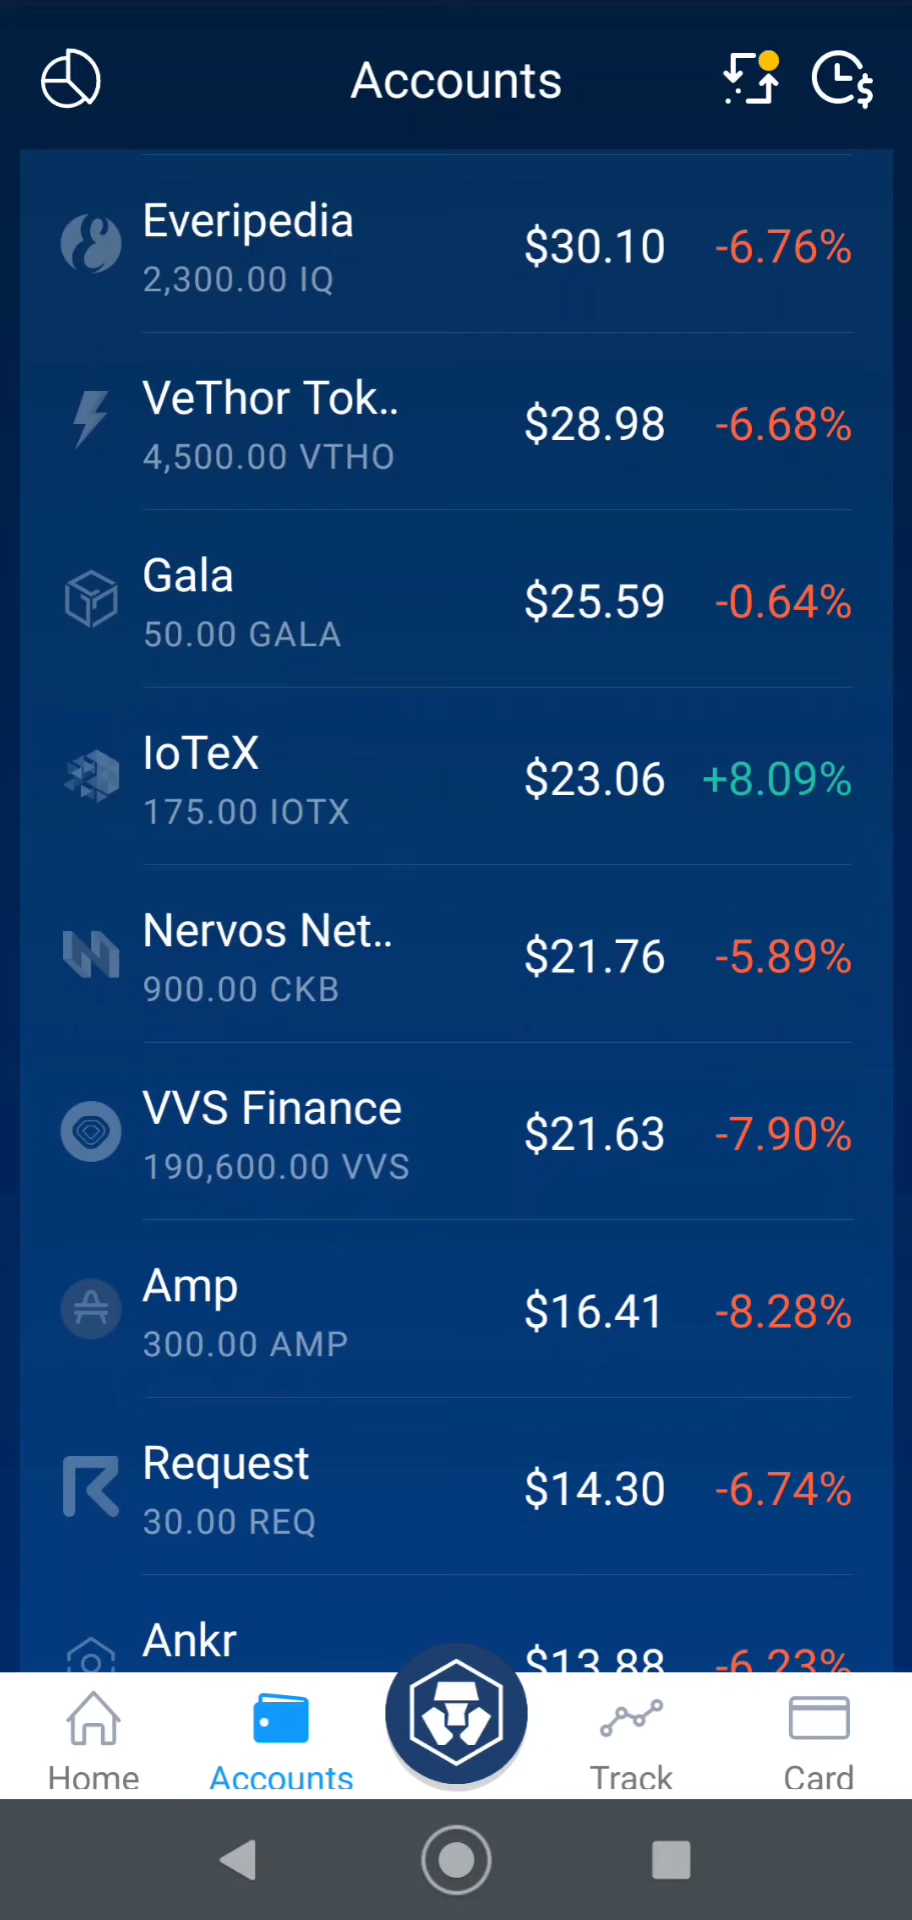 Accounts
Everipedia
$30.10 -6.76%
2,300.00 IQ
VeThor Tok..
$28.98 -6.68%
4,500.00 VTHO
Gala
$25.59 -0.64%
50.00 GALA
IoTeX
$23.06 +8.09%
175.00 IOTX
Nervos Net..
$21.76 -5.89%
900.00 CKB
VVS Finance
$21.63 -7.90%
190,600.00 VVS
Amp
$16.41 -8.28%
300.00 AMP
Request
$14.30 -6.74%
30.00 REQ
Ankr
$13.88 -6.23%
Home Accounts Track Card